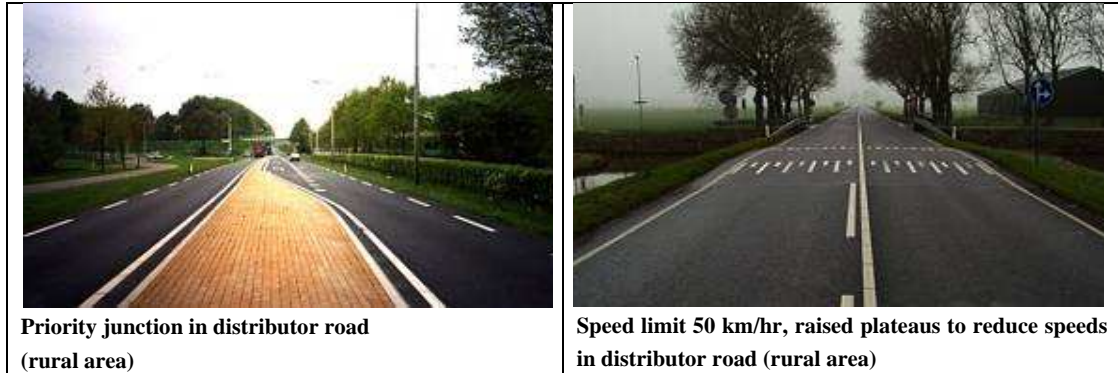 Priority junction in distributor road
(rural area)
Speed limit 50 km/hr, raised plateaus to reduce speeds
in distributor road (rural area)